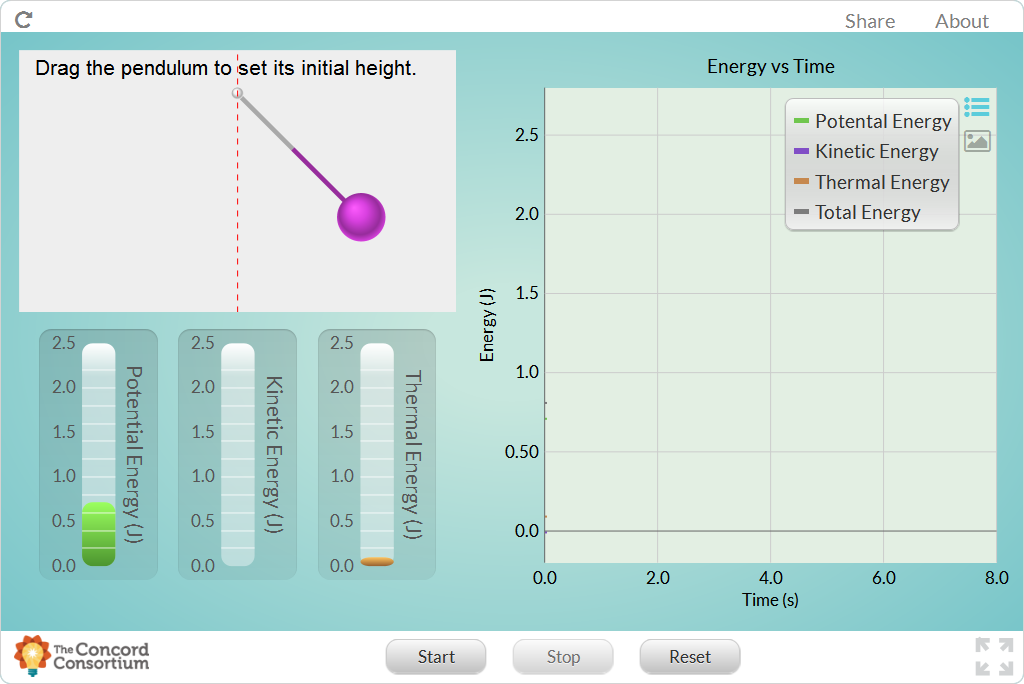 Share About
Drag the pendulum to set its initial height.
Energy vs Time
Potental Energy
Kinetic Energy
Thermal Energy
Total Energy
2.5
2.0
1.5
1.0
0.50
0.0
Energy (J)
0.0 2.0 4.0 6.0 8.0
Time (s)
2.5
2.0
1.5
1.0
0.5
0.0
Potential Energy (J)
2.5
2.0
1.5
1.0
0.5
0.0
Kinetic Energy (J)
2.5
2.0
1.5
1.0
0.5
0.0
Thermal Energy (J)
The Concord
Consortium
Start Stop Reset